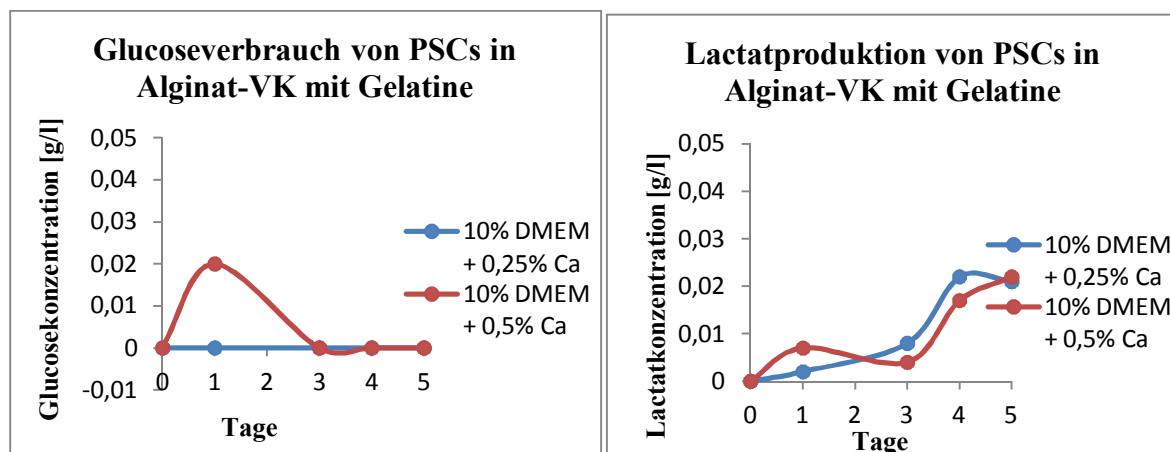 Glucoseverbrauch von PSCs in
Alginat-VK mit Gelatine
Glucosekonzentration [g/l]
0,05
0,04
0,03
0,02
0,01
0
-0,01
0 1 2 3 4 5
Tage
10% DMEM
+ 0,25% Ca
10% DMEM
+ 0,5% Ca
Lactatproduktion von PSCs in
Alginat-VK mit Gelatine
Lactatkonzentration [g/l]
0,05
0,04
0,03
0,02
0,01
0
0 1 2 3 4 5
Tage
10% DMEM
+ 0,25% Ca
10% DMEM
+ 0,5% Ca